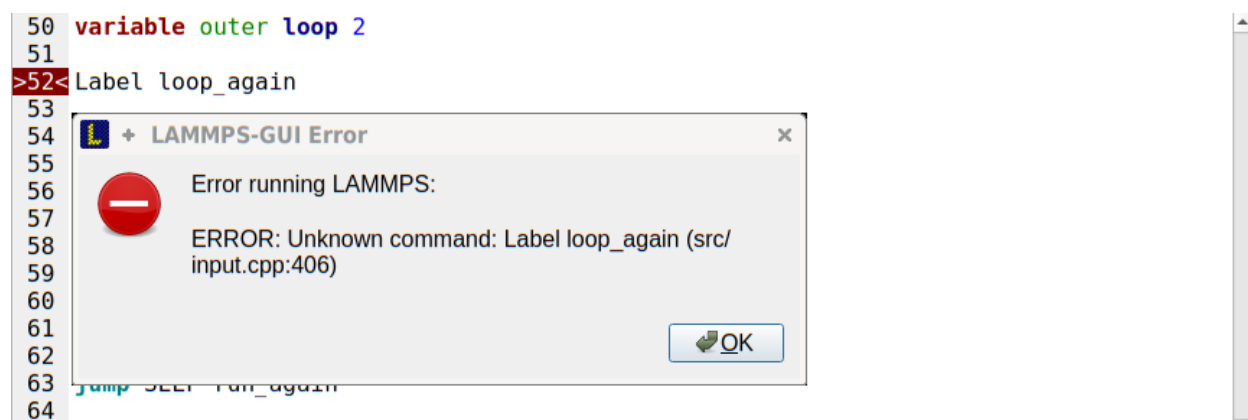 50 variable outer loop 2
51
>52< Label loop_again
53
54 LAMMPS-GUI Error
55
56 Error running LAMMPS:
57
58 ERROR: Unknown command: Label loop_again (src/
59 input.cpp:406)
60
61
62 OK
63 jump SELF run_again
64